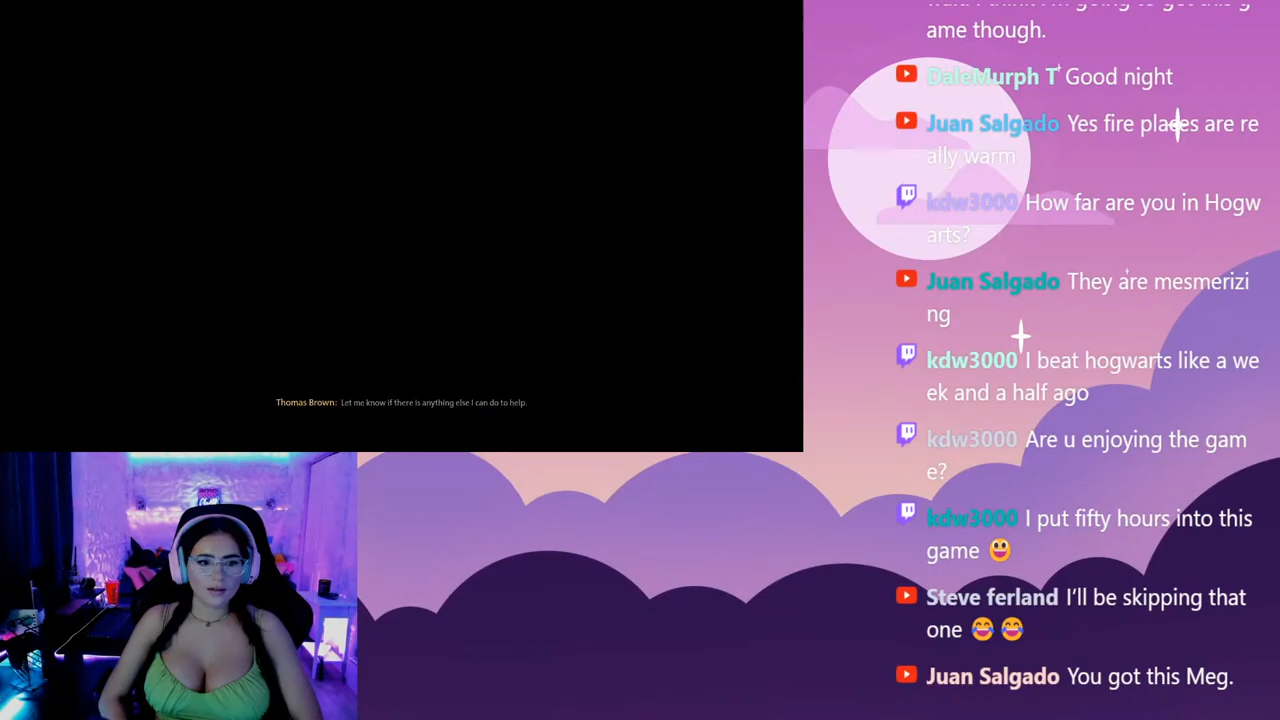 ame though.
DaleMurph T Good night
Juan Salgado Yes fire places are re
ally warm
kdw3000 How far are you in Hogw
arts?
Juan Salgado They are mesmerizi
ng
kdw3000 I beat hogwarts like a we
ek and a half ago
kdw3000 Are u enjoying the gam
e?
kdw3000 I put fifty hours into this
game 😃
Steve ferland I’ll be skipping that
one 😂 😂
Juan Salgado You got this Meg.
Thomas Brown: Let me know if there is anything else I can do to help.